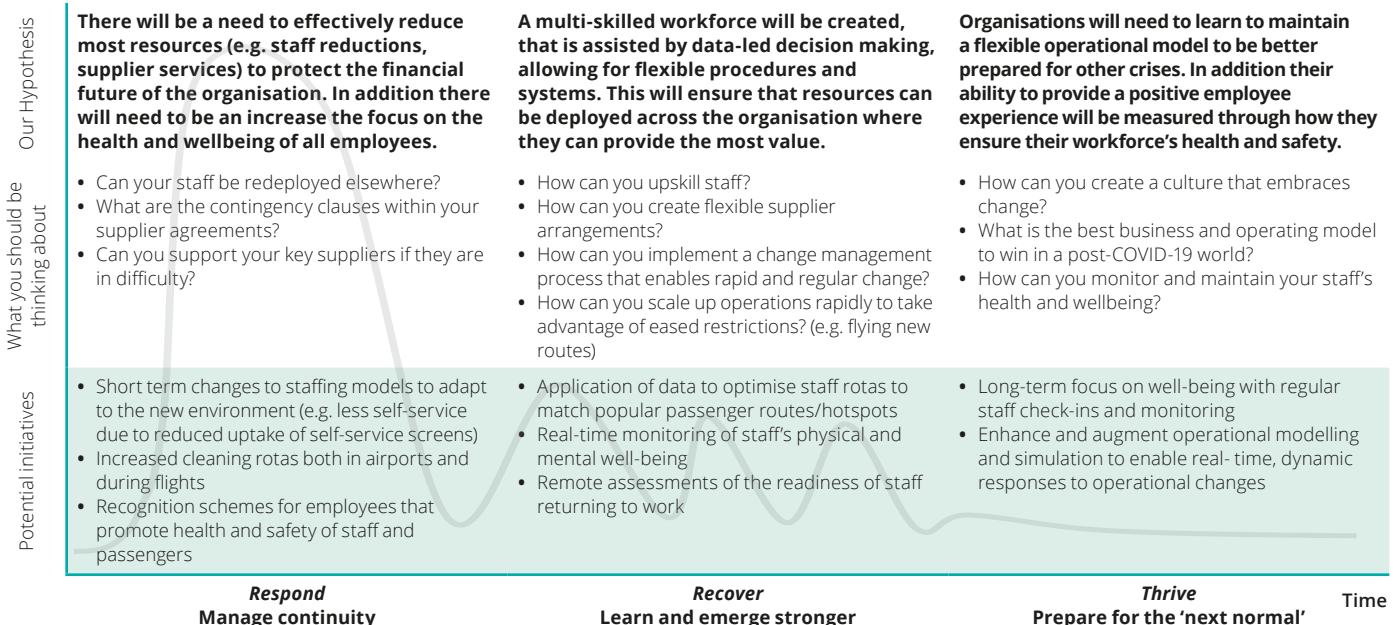 Our Hypothesis
There will be a need to effectively reduce
most resources (e.g. staff reductions,
supplier services) to protect the financial
future of the organisation. In addition there
will need to be an increase the focus on the
health and wellbeing of all employees.
A multi-skilled workforce will be created,
that is assisted by data-led decision making,
allowing for flexible procedures and
systems. This will ensure that resources can
be deployed across the organisation where
they can provide the most value.
Organisations will need to learn to maintain
a flexible operational model to be better
prepared for other crises. In addition their
ability to provide a positive employee
experience will be measured through how they
ensure their workforce's health and safety.
What you should be
thinking about
• Can your staff be redeployed elsewhere?
• What are the contingency clauses within your
supplier agreements?
• Can you support your key suppliers if they are
in difficulty?
• How can you upskill staff?
• How can you create flexible supplier
arrangements?
• How can you implement a change management
process that enables rapid and regular change?
• How can you scale up operations rapidly to take
advantage of eased restrictions? (e.g. flying new
routes)
• How can you create a culture that embraces
change?
• What is the best business and operating model
to win in a post-COVID-19 world?
• How can you monitor and maintain your staff's
health and wellbeing?
Potential initiatives
• Short term changes to staffing models to adapt
to the new environment (e.g. less self-service
due to reduced uptake of self-service screens)
• Increased cleaning rotas both in airports and
during flights
• Recognition schemes for employees that
promote health and safety of staff and
passengers
• Application of data to optimise staff rotas to
match popular passenger routes/hotspots
• Real-time monitoring of staff's physical and
mental well-being
• Remote assessments of the readiness of staff
returning to work
• Long-term focus on well-being with regular
staff check-ins and monitoring
• Enhance and augment operational modelling
and simulation to enable real- time, dynamic
responses to operational changes
Respond
Manage continuity
Recover
Learn and emerge stronger
Thrive
Prepare for the 'next normal'
Time